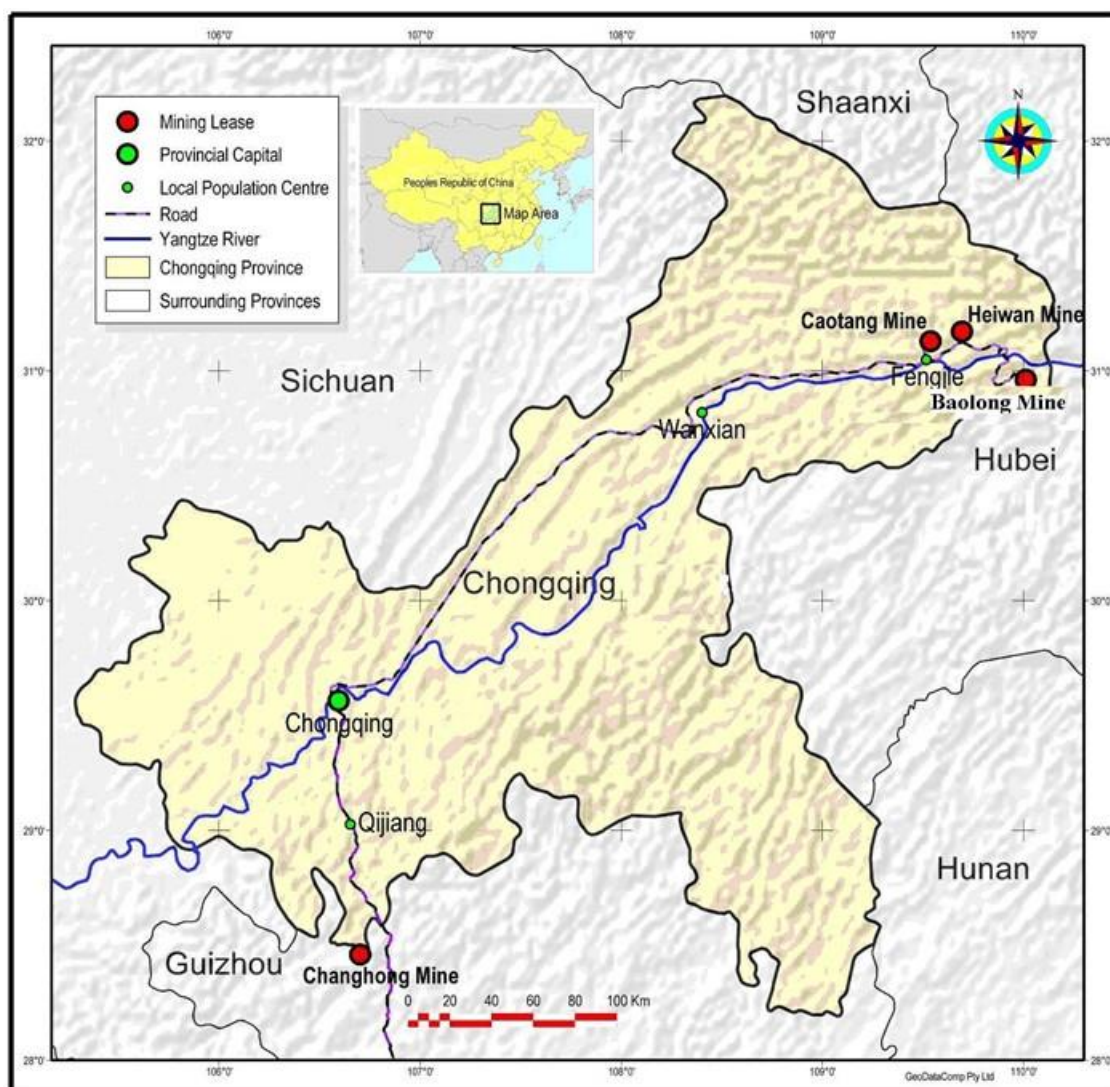 106°0'
107°0'
108°0'
109°0'
110°0'
Shaanxi
N
Mining Lease
Provincial Capital
Local Population Centre
Road
Yangtze River
Chongqing Province
Surrounding Provinces
Peoples Republic of China
Map Area
32°0'
32°0'
Caotang Mine
Heiwan Mine
31°0'
31°0'
Sichuan
Fengjie
Baolong Mine
Wanxian
Hubei
Chongqing
30°0'
30°0'
Chongqing
Qijiang
29°0'
29°0'
Hunan
Guizhou
Changhong Mine
0 20 40 60 80 100 Km
28°0'
28°0'
106°0'
107°0'
108°0'
109°0'
110°0'
GeoDataComp Pty Ltd